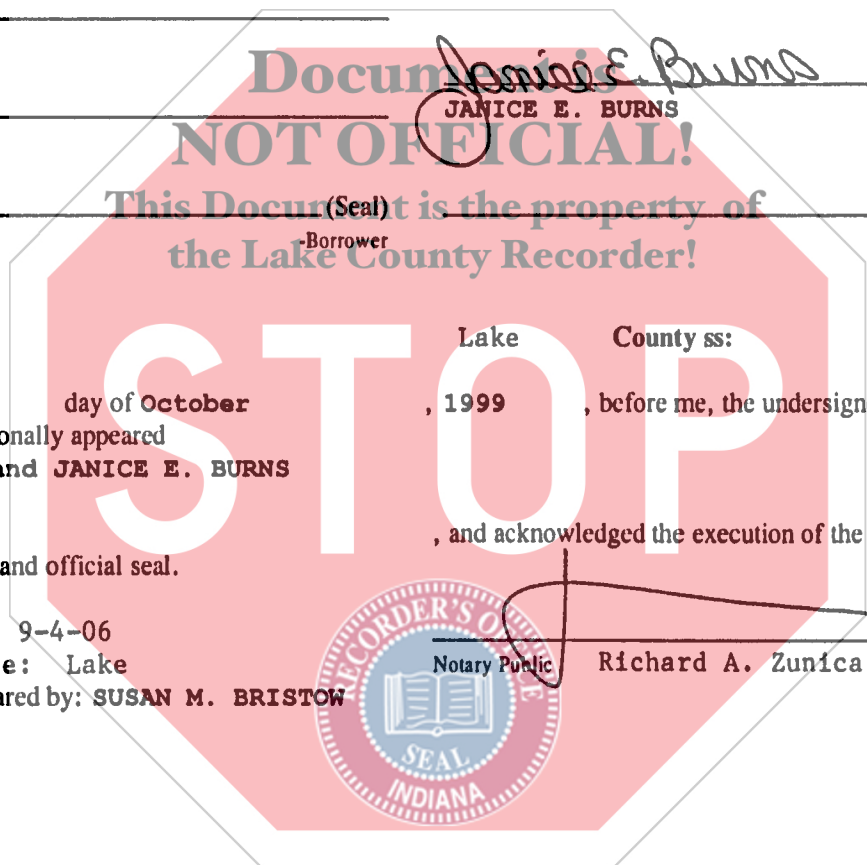 Janice E. Burns
Document is
JANICE E. BURNS
NOT OFFICIAL!
This Document is the property of
(Seal)
-Borrower
the Lake County Recorder!
Lake County ss:
STOP
day of October , 1999 , before me, the undersign
onally appeared
and JANICE E. BURNS
, and acknowledged the execution of the
and official seal.
9-4-06
e: Lake
Notary Public Richard A. Zunica
ared by: SUSAN M. BRISTOW
RECORDER'S OFFICE
SEAL
INDIANA